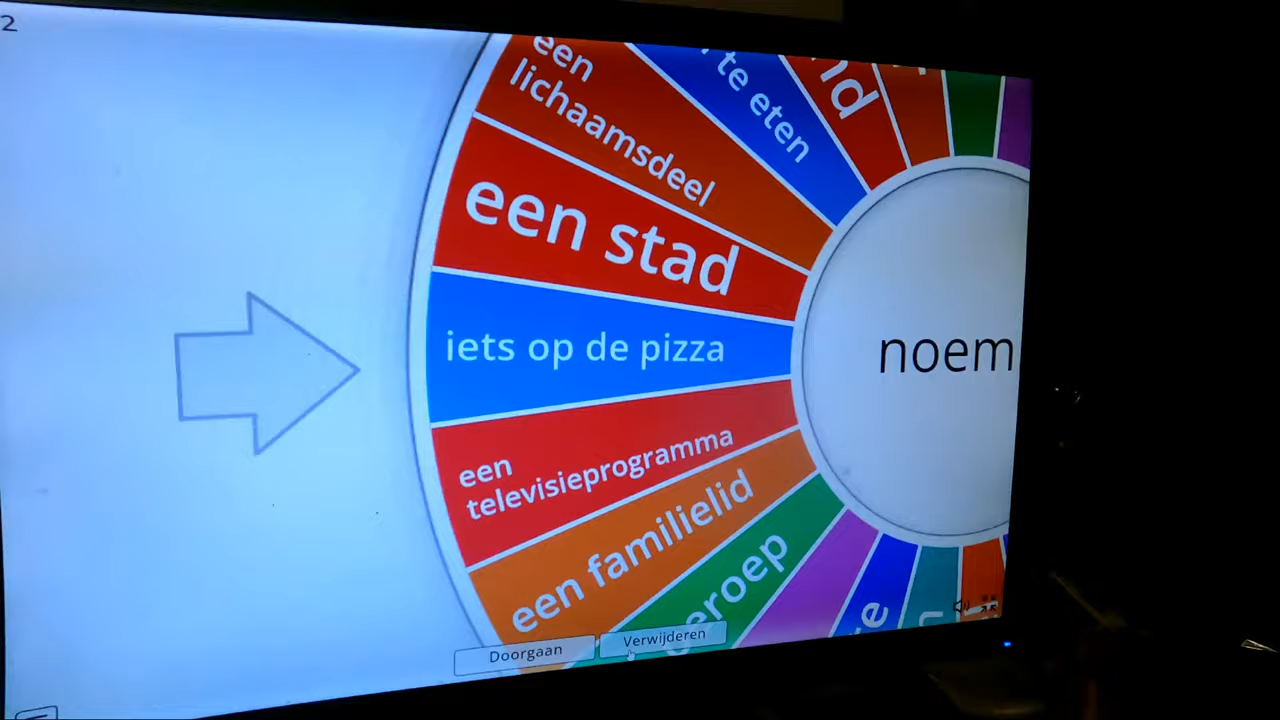 2
een
lichaamsdeel
te eten
een stad
iets op de pizza
noem
een
televisieprogramma
een familielid
Doorgaan
Verwijderen